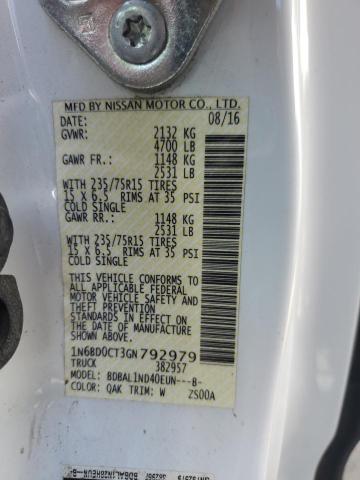 MFD BY NISSAN MOTOR CO., LTD.
DATE: 08/16
GVWR: 2132 KG
4700 LB
GAWR FR.: 1148 KG
2531 LB
WITH 235/75R15 TIRES
15 X 6.5 RIMS AT 35 PSI
COLD SINGLE
GAWR RR.: 1148 KG
2531 LB
WITH 235/75R15 TIRES
15 X 6.5 RIMS AT 35 PSI
COLD SINGLE
THIS VEHICLE CONFORMS TO ALL
APPLICABLE FEDERAL MOTOR
VEHICLE SAFETY AND
THEFT PREVENTION STANDARDS
IN EFFECT ON THE DATE OF
MANUFACTURE SHOWN ABOVE.
1N6BD0CT3GN792979
TRUCK 382957
MODEL: BDBALIND40EUN---B-
COLOR: QAK TRIM: W ZS00A